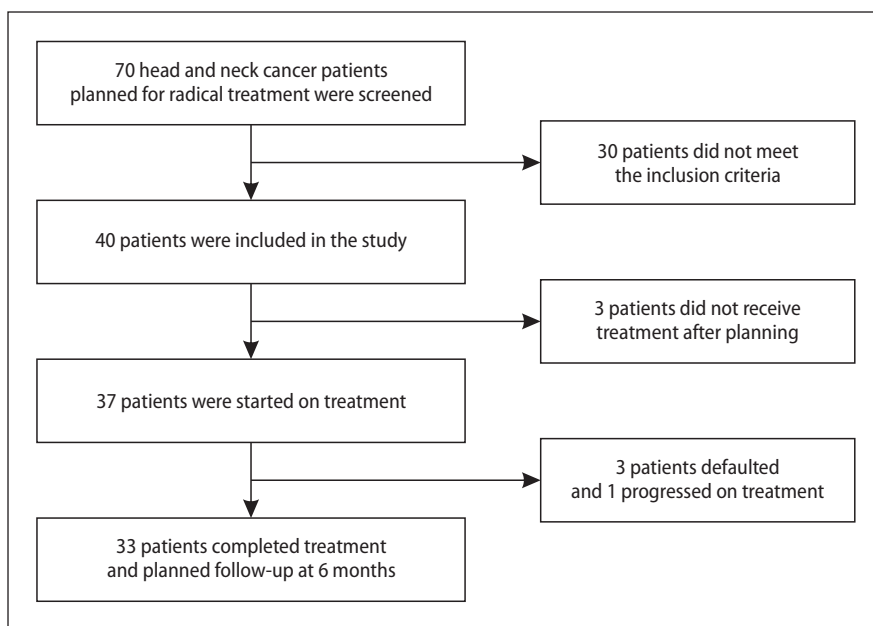 70 head and neck cancer patients
planned for radical treatment were screened
30 patients did not meet
the inclusion criteria
40 patients were included in the study
3 patients did not receive
treatment after planning
37 patients were started on treatment
3 patients defaulted
and 1 progressed on treatment
33 patients completed treatment
and planned follow-up at 6 months